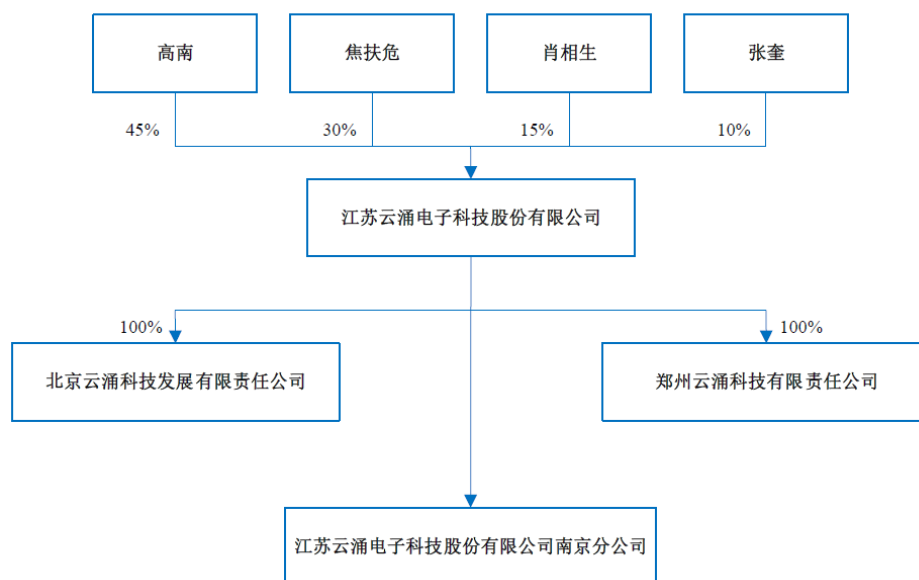 高南
焦扶危
肖相生
张奎
45%
30%
15%
10%
江苏云涌电子科技股份有限公司
100%
100%
北京云涌科技发展有限责任公司
郑州云涌科技有限责任公司
江苏云涌电子科技股份有限公司南京分公司